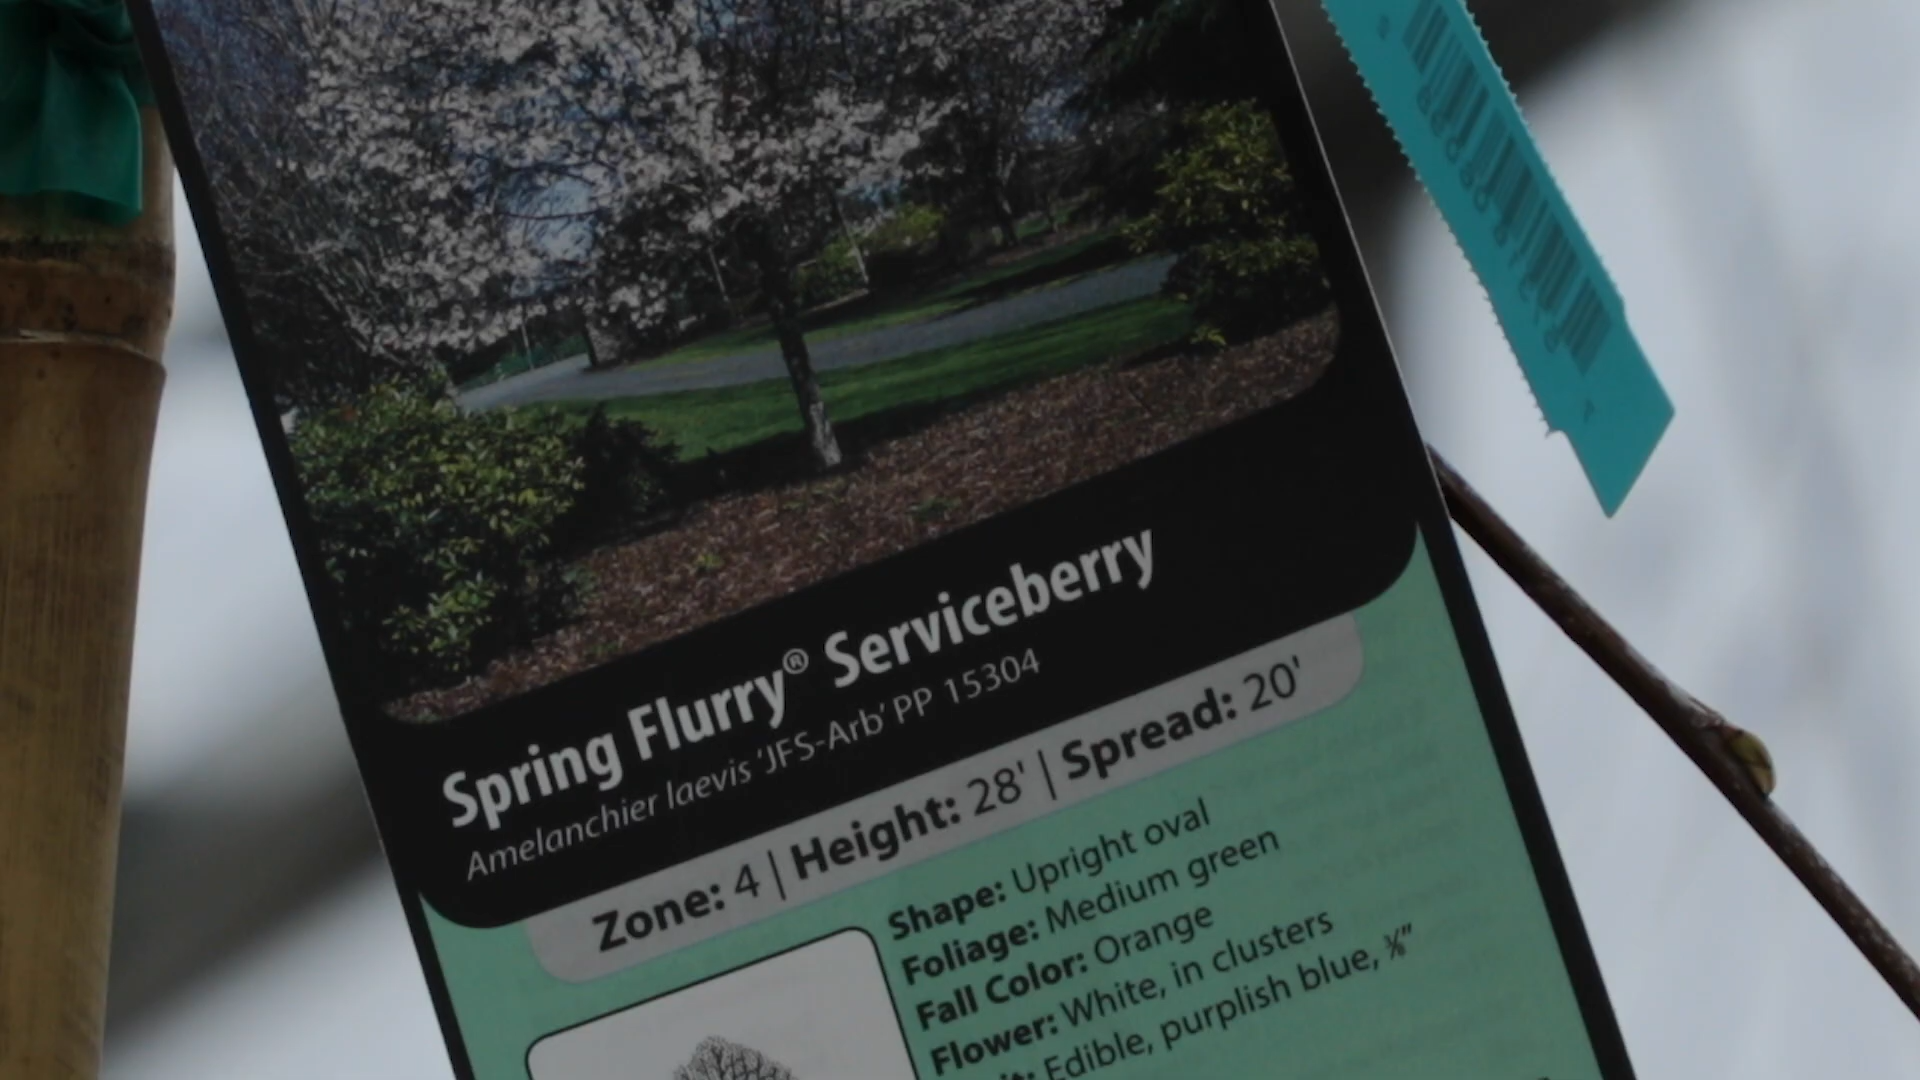 Spring Flurry® Serviceberry
Amelanchier laevis 'JFS-Arb' PP 15304
Zone: 4 | Height: 28' | Spread: 20'
Shape: Upright oval
Foliage: Medium green
Fall Color: Orange
Flower: White, in clusters
Edible, purplish blue, ⅜"